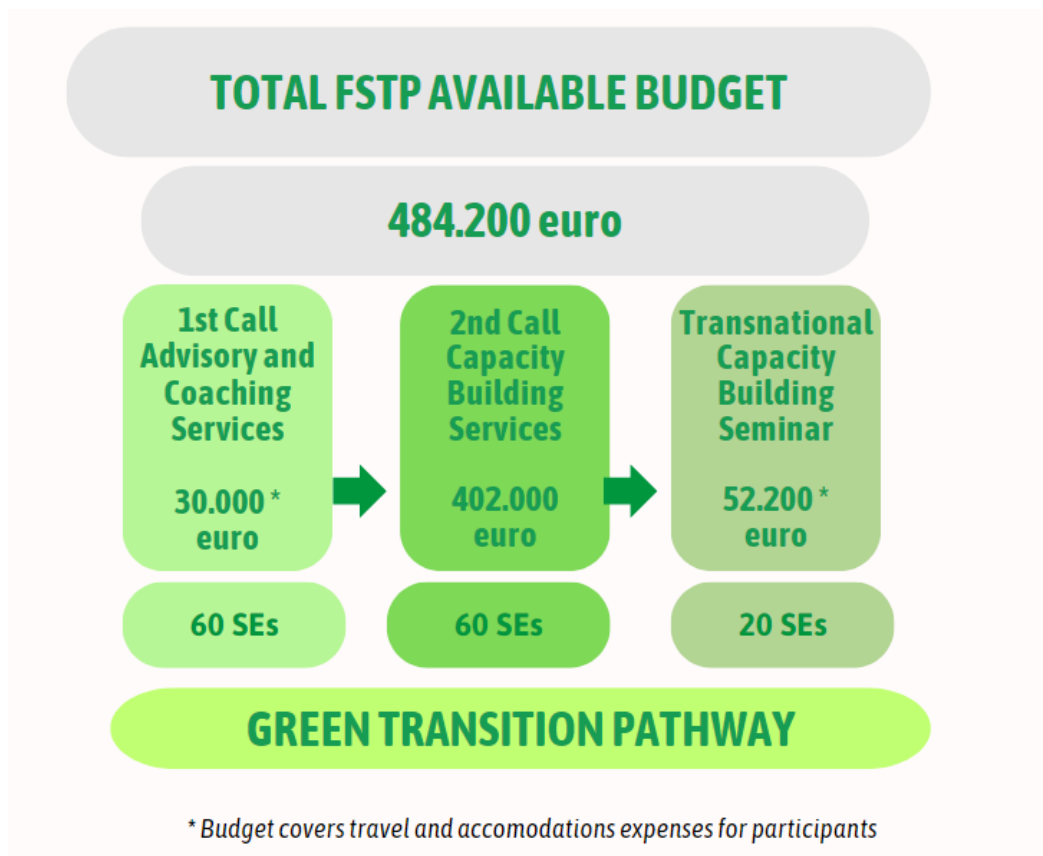 TOTAL FSTP AVAILABLE BUDGET
484.200 euro
1st Call
Advisory and
Coaching
Services
30.000 *
euro
60 SEs
2nd Call
Capacity
Building
Services
402.000
euro
60 SEs
Transnational
Capacity
Building
Seminar
52.200 *
euro
20 SEs
GREEN TRANSITION PATHWAY
* Budget covers travel and accomodations expenses for participants